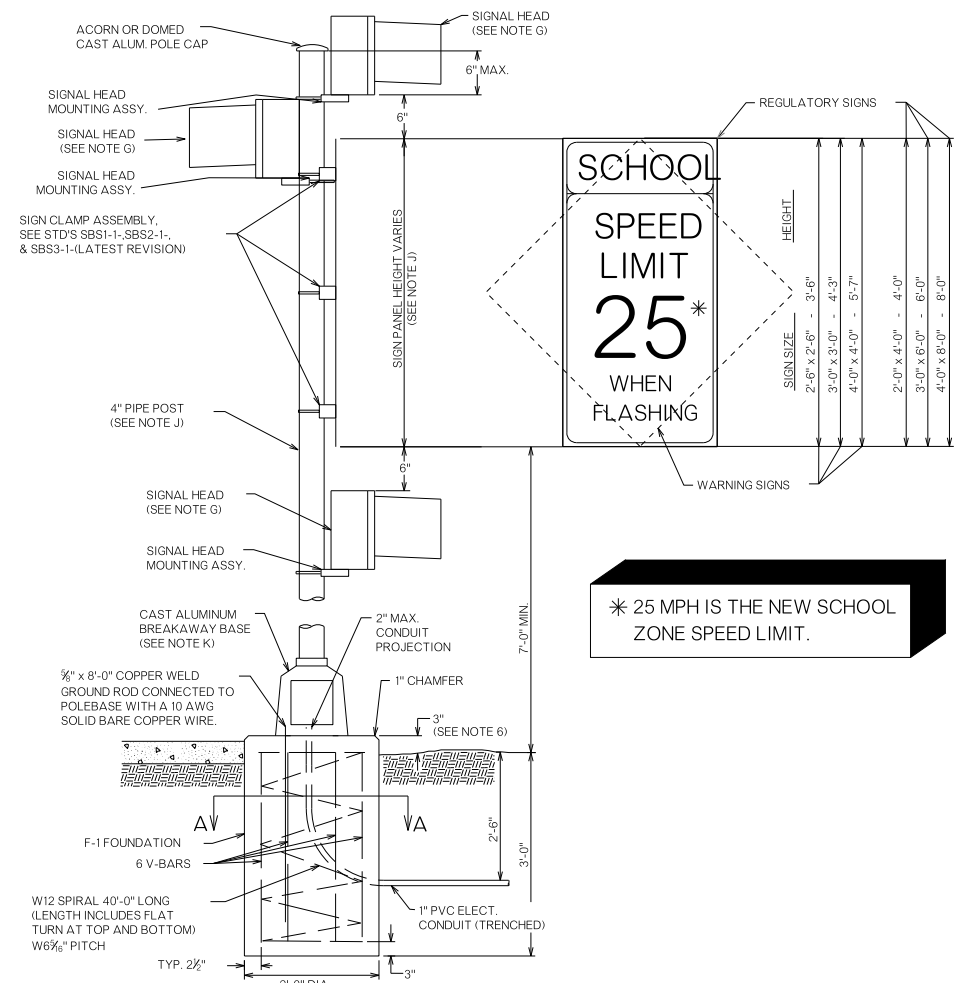 ACORN OR DOMED
CAST ALUM. POLE CAP
SIGNAL HEAD
(SEE NOTE G)
6" MAX.
SIGNAL HEAD
MOUNTING ASSY.
SIGNAL HEAD
(SEE NOTE G)
SIGNAL HEAD
MOUNTING ASSY.
6"
REGULATORY SIGNS
SIGN CLAMP ASSEMBLY,
SEE STD'S SBS1-1-,SBS2-1-,
& SBS3-1-(LATEST REVISION)
SIGN PANEL HEIGHT VARIES
(SEE NOTE J)
SCHOOL
SPEED
LIMIT
25*
WHEN
FLASHING
HEIGHT
SIGN SIZE
2'-6" x 2'-6" - 3'-6"
3'-0" x 3'-0" - 4'-3"
4'-0" x 4'-0" - 5'-7"
2'-0" x 4'-0" - 4'-0"
3'-0" x 6'-0" - 6'-0"
4'-0" x 8'-0" - 8'-0"
4" PIPE POST
(SEE NOTE J)
6"
WARNING SIGNS
SIGNAL HEAD
(SEE NOTE G)
SIGNAL HEAD
MOUNTING ASSY.
7'-0" MIN.
* 25 MPH IS THE NEW SCHOOL
ZONE SPEED LIMIT.
CAST ALUMINUM
BREAKAWAY BASE
(SEE NOTE K)
2" MAX.
CONDUIT
PROJECTION
5/8" x 8'-0" COPPER WELD
GROUND ROD CONNECTED TO
POLEBASE WITH A 10 AWG
SOLID BARE COPPER WIRE.
1" CHAMFER
3"
(SEE NOTE 6)
A
A
2'-6"
3'-0"
F-1 FOUNDATION
6 V-BARS
W12 SPIRAL 40'-0" LONG
(LENGTH INCLUDES FLAT
TURN AT TOP AND BOTTOM)
W6 5/16" PITCH
1" PVC ELECT.
CONDUIT (TRENCHED)
TYP. 2 1/2"
3"